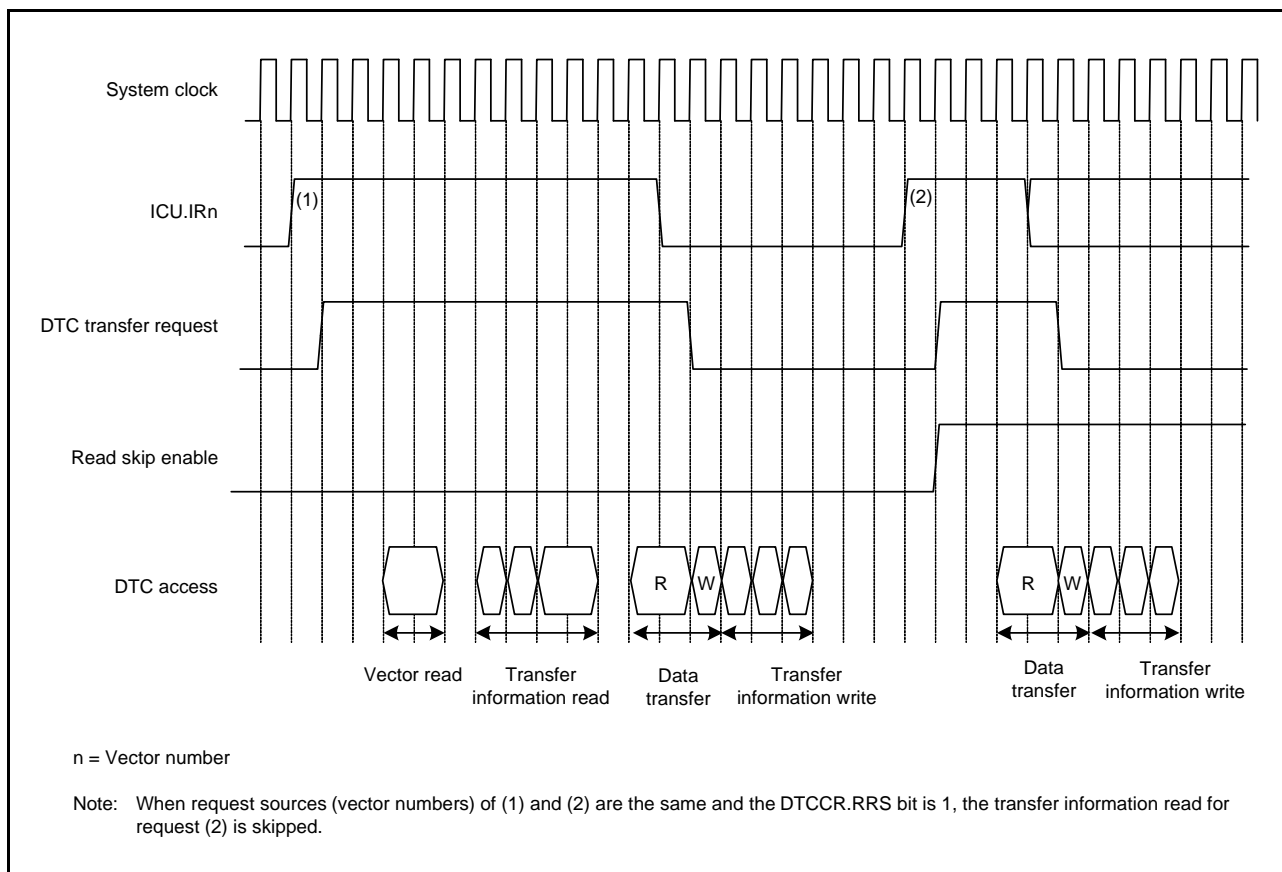 System clock
(1)
(2)
ICU.IRn
DTC transfer request
Read skip enable
DTC access
R
W
R
W
Vector read
Transfer
information read
Data
transfer
Transfer
information write
Data
transfer
Transfer
information write
n = Vector number
Note: When request sources (vector numbers) of (1) and (2) are the same and the DTCCR.RRS bit is 1, the transfer information read for
request (2) is skipped.